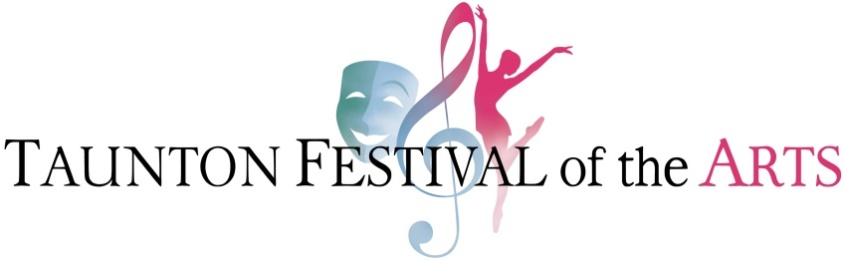 TAUNTON FESTIVAL of the ARTS